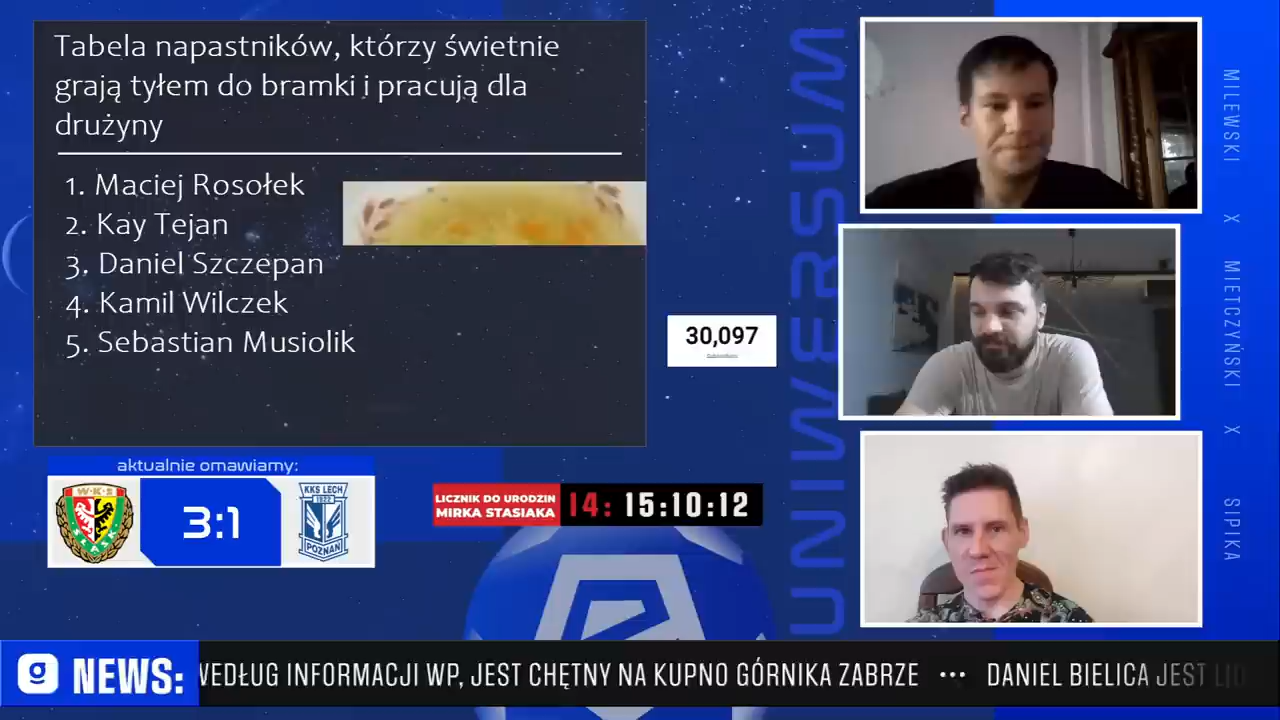 Tabela napastników, którzy świetnie
grają tyłem do bramki i pracują dla
drużyny
1. Maciej Rosołek
2. Kay Tejan
3. Daniel Szczepan
4. Kamil Wilczek
5. Sebastian Musiolik
30,097
aktualnie omawiamy:
W·K·S
3:1
KKS LECH
1922
POZNAŃ
LICZNIK DO URODZIN
MIRKA STASIAKA
14: 15:10:12
UNIWERSUM
MILEWSKI X MIETCZYŃSKI X SIPIKA
g NEWS:
WEDŁUG INFORMACJI WP, JEST CHĘTNY NA KUPNO GÓRNIKA ZABRZE ••• DANIEL BIELICA JEST